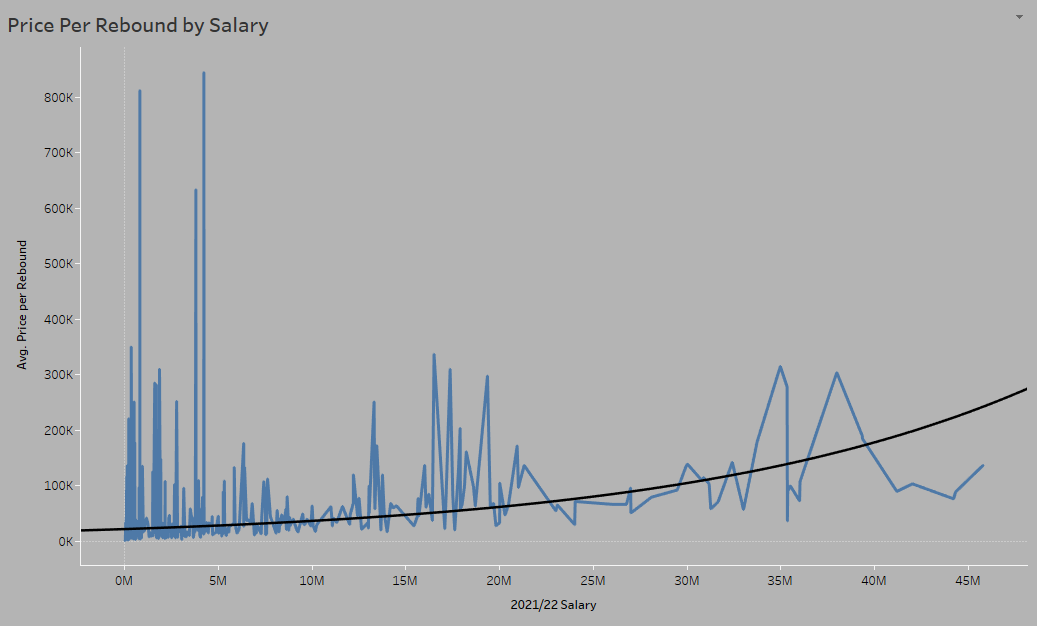 Price Per Rebound by Salary
Avg. Price per Rebound
800K
700K
600K
500K
400K
300K
200K
100K
0K
0M 5M 10M 15M 20M 25M 30M 35M 40M 45M
2021/22 Salary